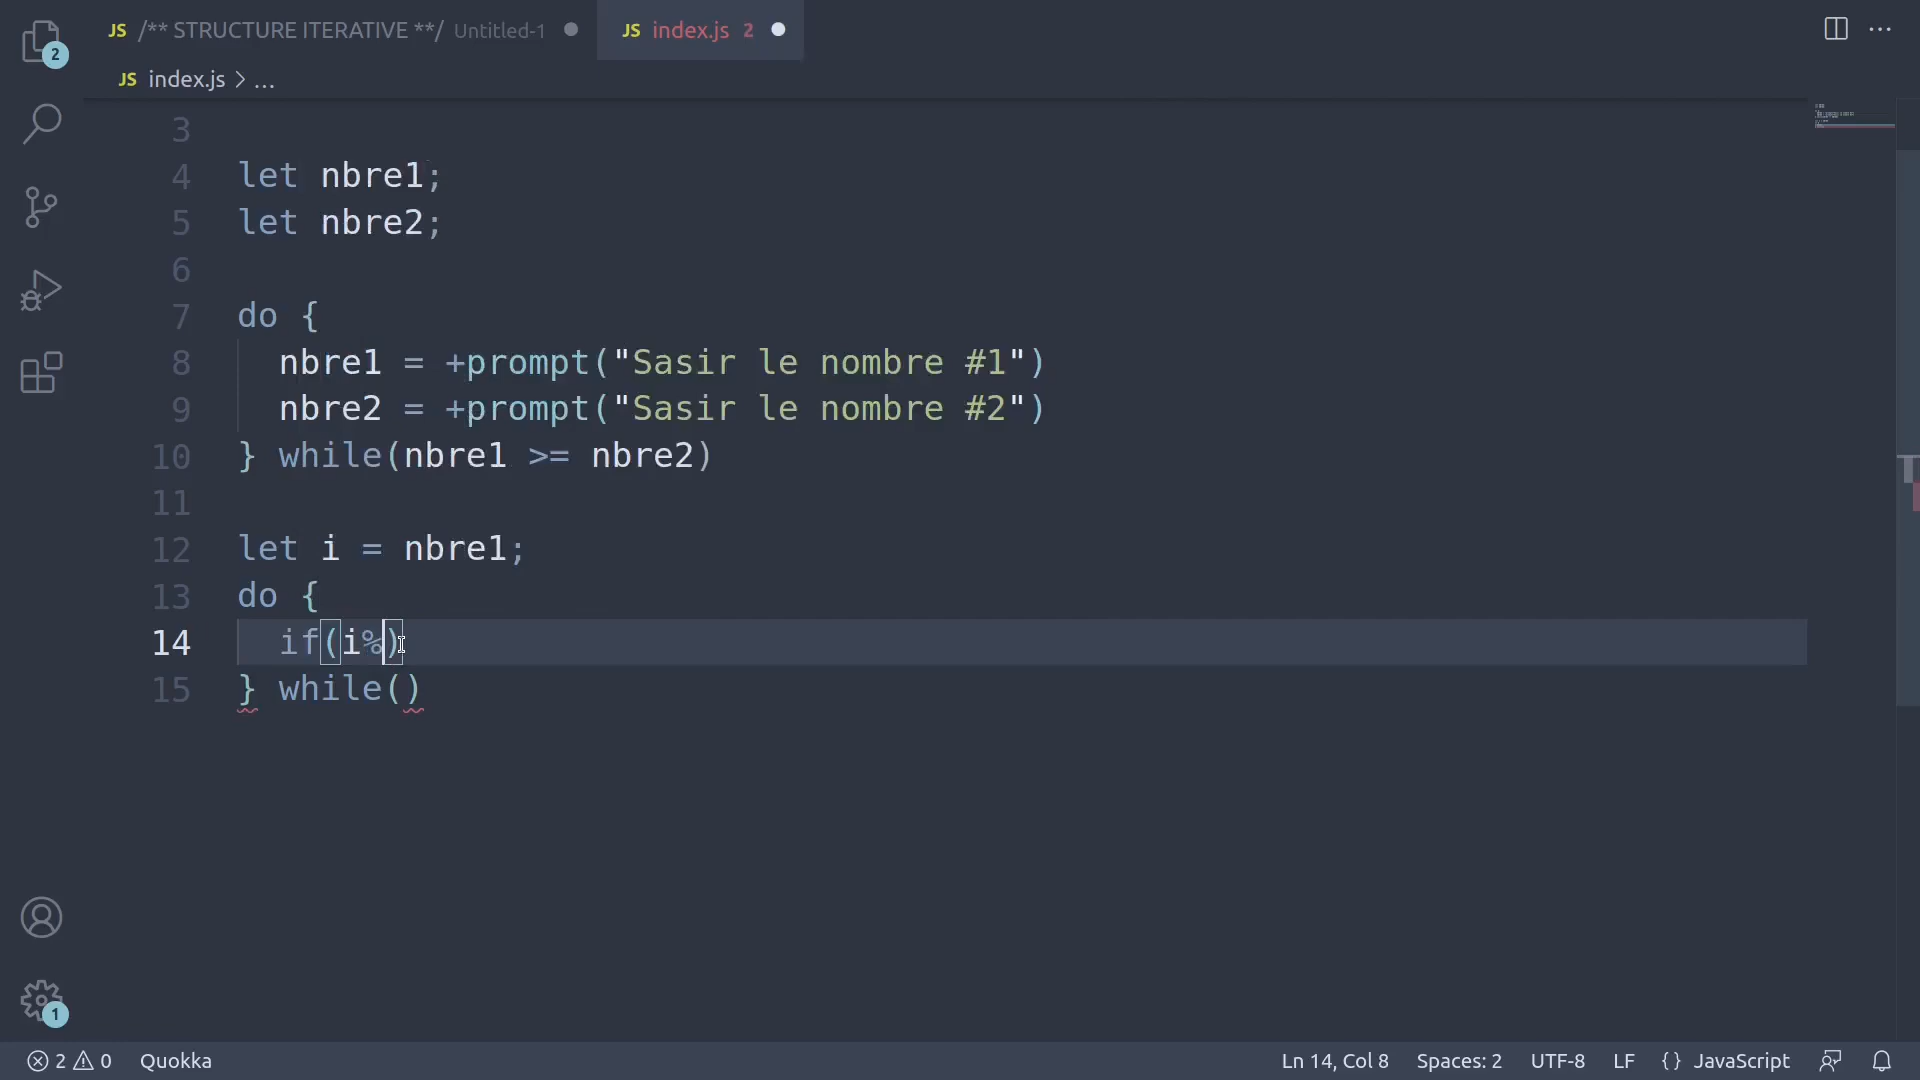 2
JS /** STRUCTURE ITERATIVE **/ Untitled-1
JS index.js 2
JS index.js > ...
3
4 let nbre1;
5 let nbre2;
6
7 do {
8 nbre1 = +prompt("Sasir le nombre #1")
9 nbre2 = +prompt("Sasir le nombre #2")
10 } while(nbre1 >= nbre2)
11
12 let i = nbre1;
13 do {
14 if(i%)
15 } while()
1
2 0 Quokka
Ln 14, Col 8 Spaces: 2 UTF-8 LF {} JavaScript